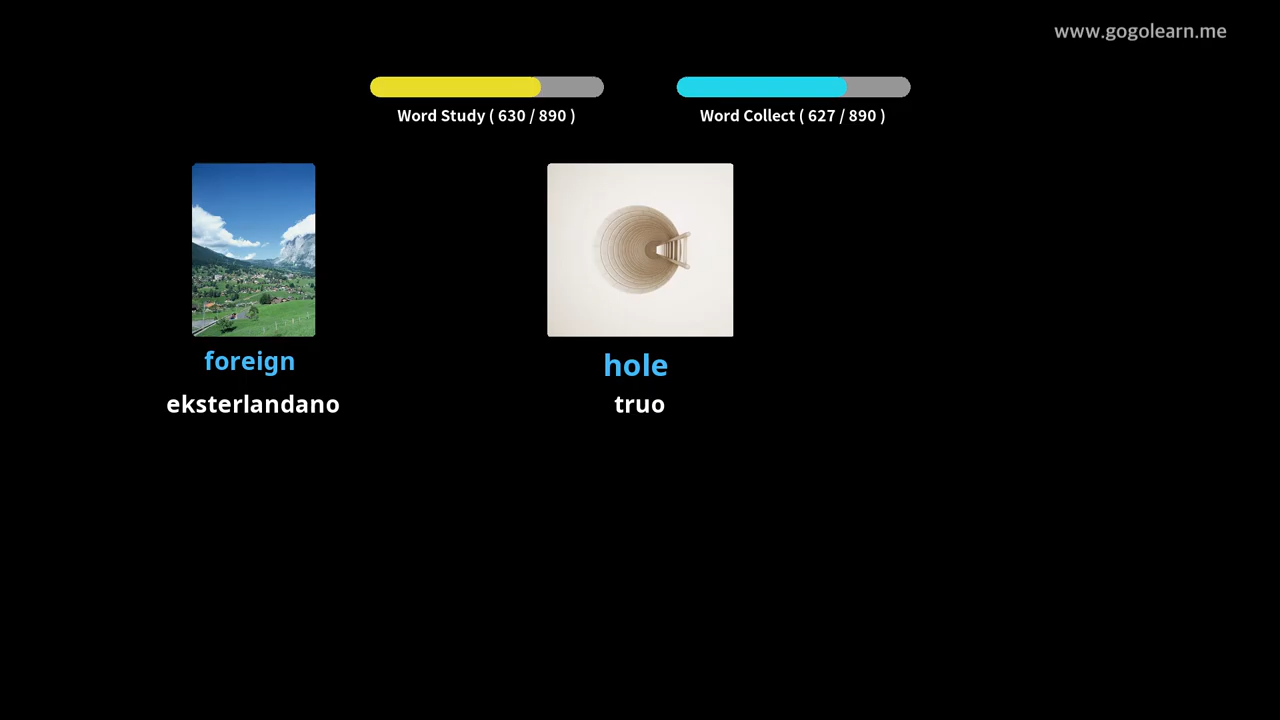 www.gogolearn.me
Word Study ( 630 / 890 )
Word Collect ( 627 / 890 )
foreign
hole
eksterlandano
truo